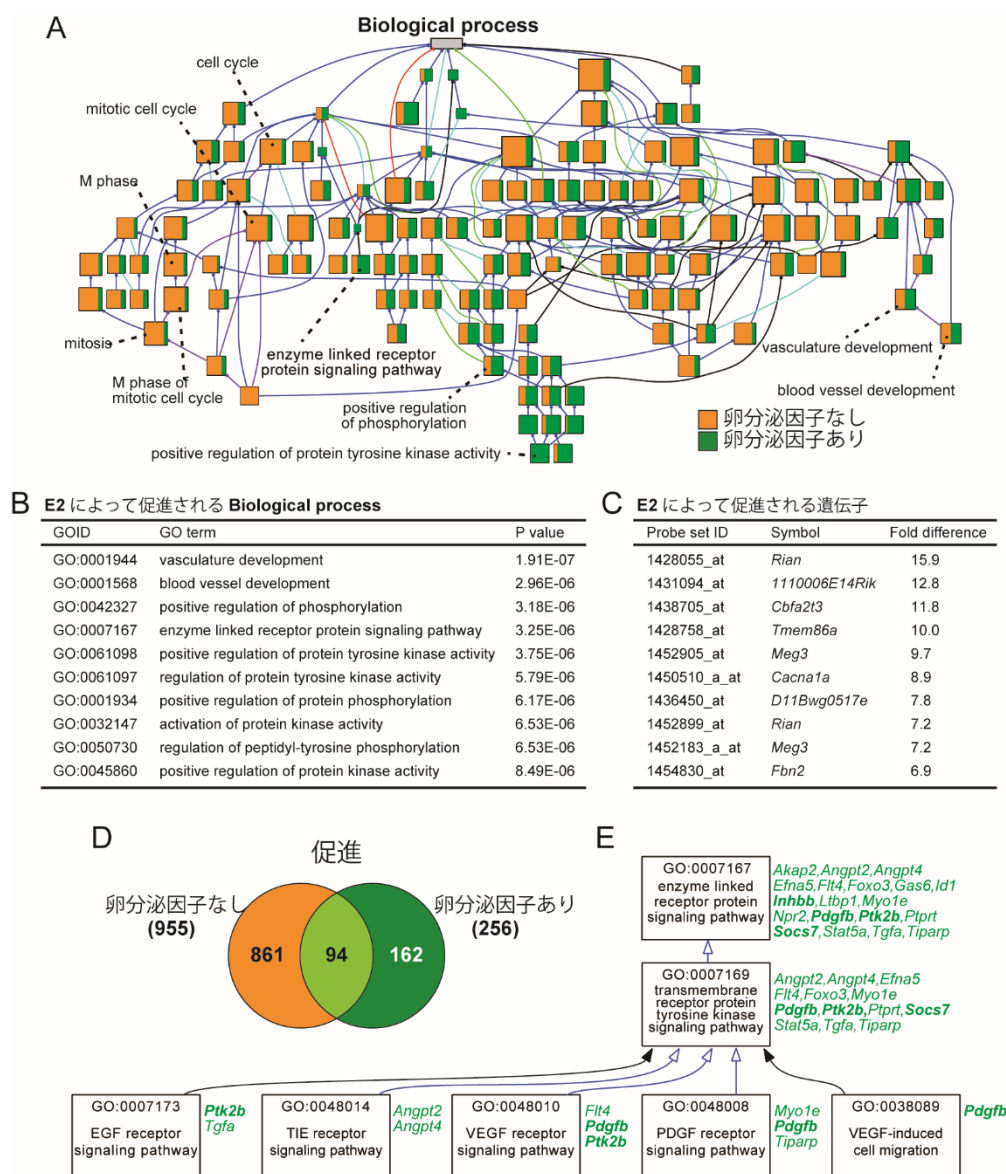 A
Biological process
cell cycle
mitotic cell cycle
M phase
mitosis
M phase of
mitotic cell cycle
enzyme linked receptor
protein signaling pathway
positive regulation
of phosphorylation
positive regulation of protein tyrosine kinase activity
vasculature development
blood vessel development
卵分泌因子なし
卵分泌因子あり
B E2 によって促進される Biological process
GOID GO term P value
GO:0001944 vasculature development 1.91E-07
GO:0001568 blood vessel development 2.96E-06
GO:0042327 positive regulation of phosphorylation 3.18E-06
GO:0007167 enzyme linked receptor protein signaling pathway 3.25E-06
GO:0061098 positive regulation of protein tyrosine kinase activity 3.75E-06
GO:0061097 regulation of protein tyrosine kinase activity 5.79E-06
GO:0001934 positive regulation of protein phosphorylation 6.17E-06
GO:0032147 activation of protein kinase activity 6.53E-06
GO:0050730 regulation of peptidyl-tyrosine phosphorylation 6.53E-06
GO:0045860 positive regulation of protein kinase activity 8.49E-06
C E2 によって促進される遺伝子
Probe set ID Symbol Fold difference
1428055_at Rian 15.9
1431094_at 1110006E14Rik 12.8
1438705_at Cbfa2t3 11.8
1428758_at Tmem86a 10.0
1452905_at Meg3 9.7
1450510_a_at Cacna1a 8.9
1436450_at D11Bwg0517e 7.8
1452899_at Rian 7.2
1452183_a_at Meg3 7.2
1454830_at Fbn2 6.9
D
促進
卵分泌因子なし
(955)
卵分泌因子あり
(256)
861 94 162
E
GO:0007167
enzyme linked
receptor protein
signaling pathway
Akap2,Angpt2,Angpt4
Efna5,Flt4,Foxo3,Gas6,Id1
Inhbb,Ltbp1,Myo1e
Npr2,Pdgfb,Ptk2b,Ptprt
Socs7,Stat5a,Tgfa,Tiparp
GO:0007169
transmembrane
receptor protein
tyrosine kinase
signaling pathway
Angpt2,Angpt4,Efna5
Flt4,Foxo3,Myo1e
Pdgfb,Ptk2b,Ptprt,Socs7
Stat5a,Tgfa,Tiparp
GO:0007173
EGF receptor
signaling pathway
Ptk2b
Tgfa
GO:0048014
TIE receptor
signaling pathway
Angpt2
Angpt4
GO:0048010
VEGF receptor
signaling pathway
Flt4
Pdgfb
Ptk2b
GO:0048008
PDGF receptor
signaling pathway
Myo1e
Pdgfb
Tiparp
GO:0038089
VEGF-induced
cell migration
Pdgfb